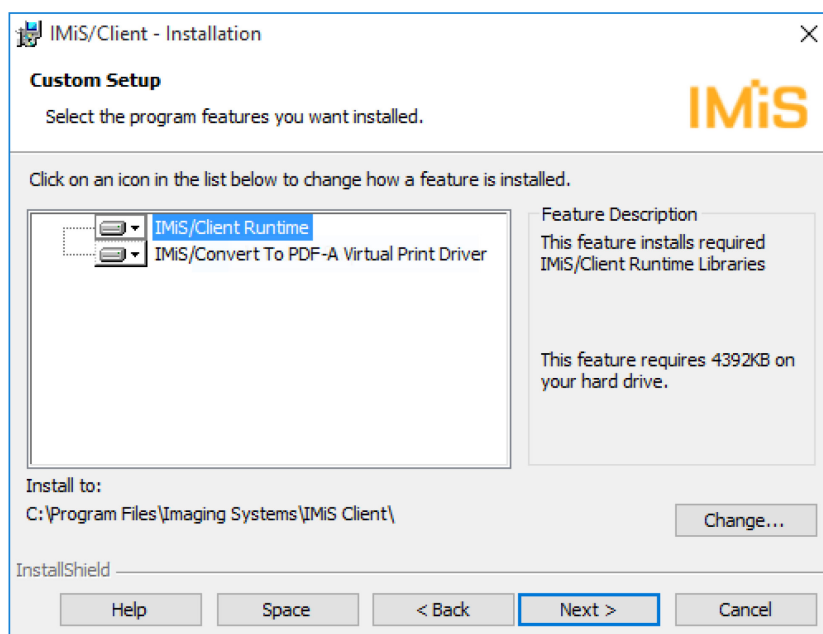 IMiS/Client - Installation
Custom Setup
Select the program features you want installed.
IMiS
Click on an icon in the list below to change how a feature is installed.
IMiS/Client Runtime
IMiS/Convert To PDF-A Virtual Print Driver
Feature Description
This feature installs required
IMiS/Client Runtime Libraries
This feature requires 4392KB on
your hard drive.
Install to:
C:\Program Files\Imaging Systems\IMiS Client\
Change...
InstallShield
Help
Space
< Back
Next >
Cancel